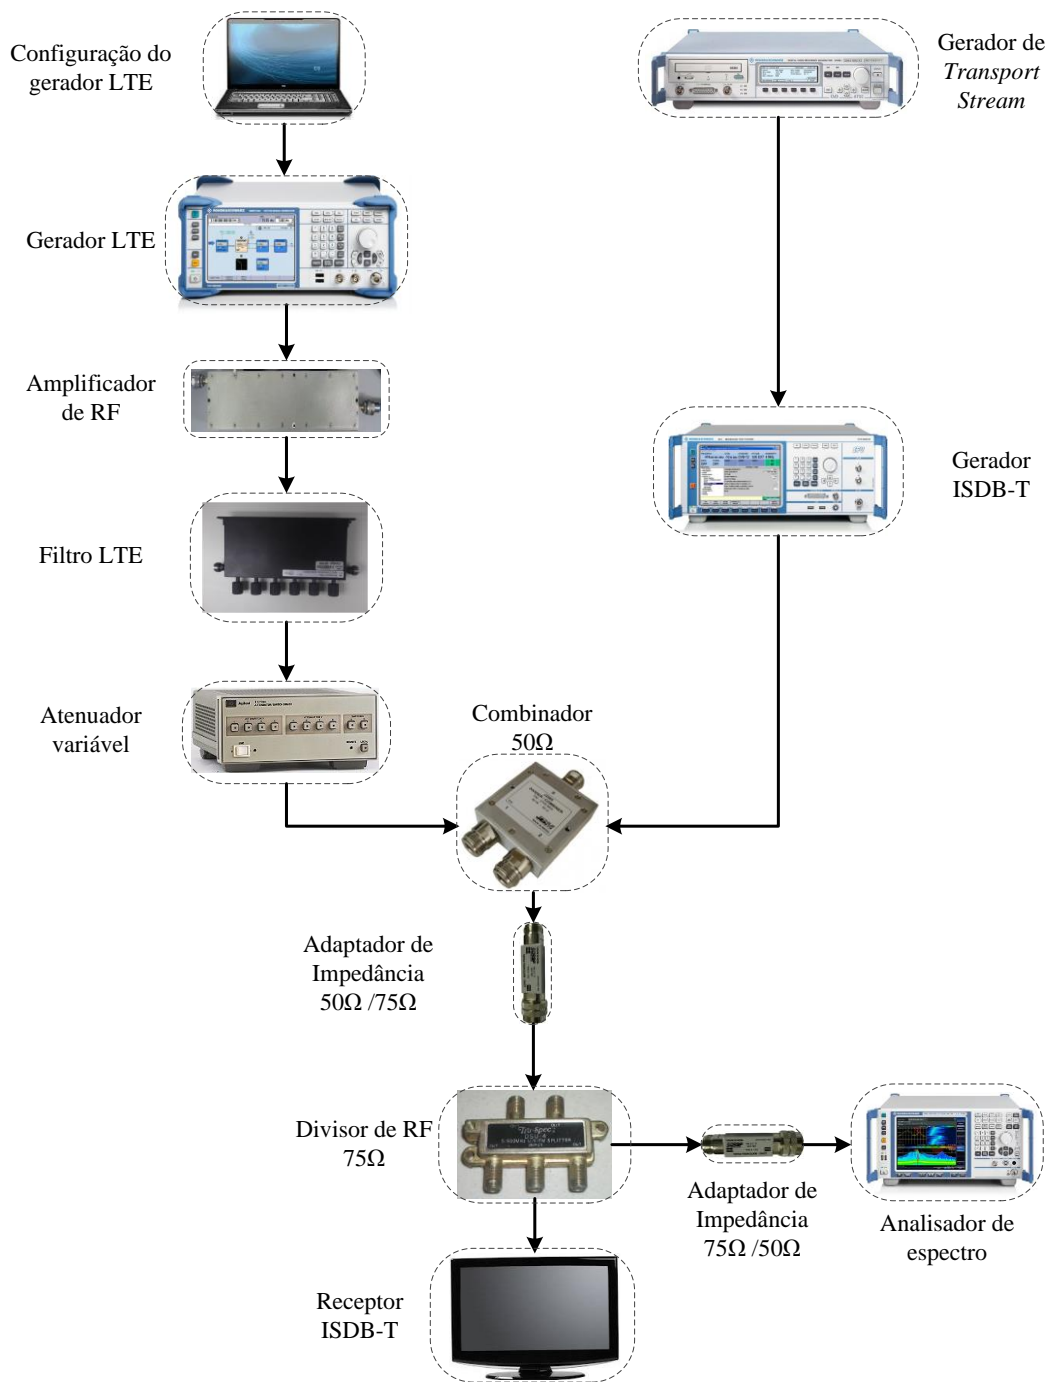 Configuração do
gerador LTE
Gerador de
Transport
Stream
Gerador LTE
Amplificador
de RF
Gerador
ISDB-T
Filtro LTE
Atenuador
variável
Combinador
50Ω
Adaptador de
Impedância
50Ω /75Ω
Divisor de RF
75Ω
Adaptador de
Impedância
75Ω /50Ω
Analisador de
espectro
Receptor
ISDB-T